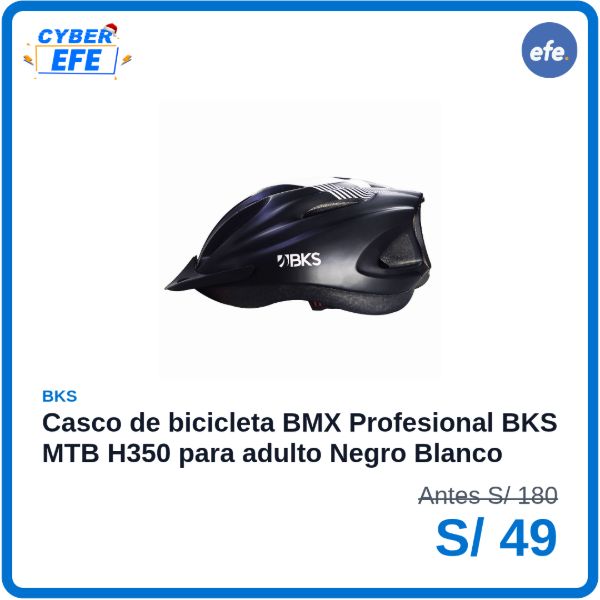 CYBER
EFE
efe.
BKS
BKS
Casco de bicicleta BMX Profesional BKS
MTB H350 para adulto Negro Blanco
Antes S/ 180
S/ 49